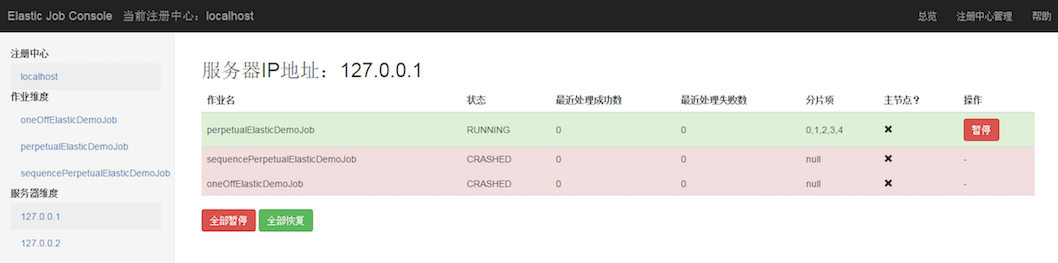 Elastic Job Console 当前注册中心：localhost 总览 注册中心管理 帮助
注册中心
localhost
作业维度
oneOffElasticDemoJob
perpetualElasticDemoJob
sequencePerpetualElasticDemoJob
服务器维度
127.0.0.1
127.0.0.2
服务器IP地址：127.0.0.1
作业名 状态 最近处理成功数 最近处理失败数 分片项 主节点？ 操作
perpetualElasticDemoJob RUNNING 0 0 0,1,2,3,4 ✖ 暂停
sequencePerpetualElasticDemoJob CRASHED 0 0 null ✖ -
oneOffElasticDemoJob CRASHED 0 0 null ✖ -
全部暂停 全部恢复